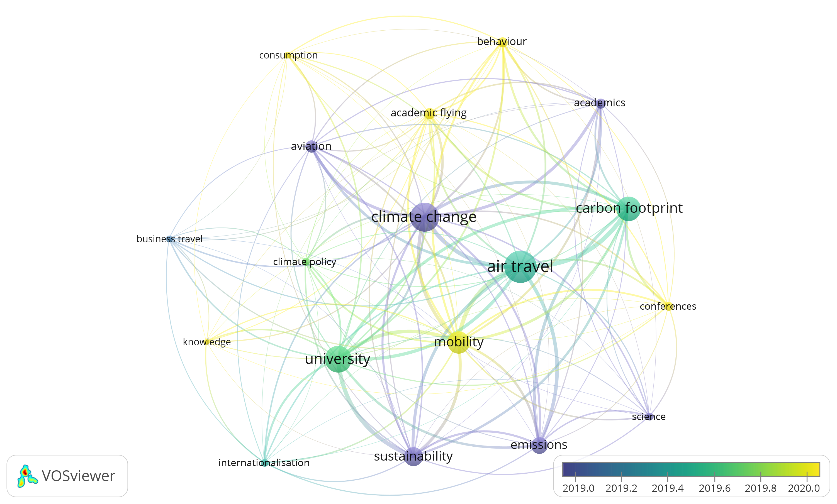 behaviour
consumption
academics
academic flying
aviation
carbon footprint
climate change
business travel
climate policy
air travel
conferences
knowledge
mobility
university
science
emissions
sustainability
internationalisation
VOSviewer
2019.0 2019.2 2019.4 2019.6 2019.8 2020.0